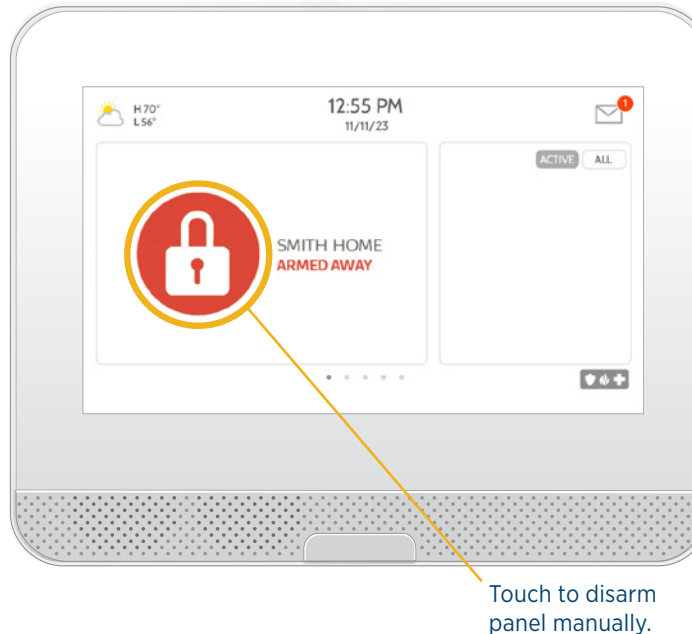 H 70°
L 56°
12:55 PM
11/11/23
1
ACTIVE
ALL
SMITH HOME
ARMED AWAY
Touch to disarm
panel manually.